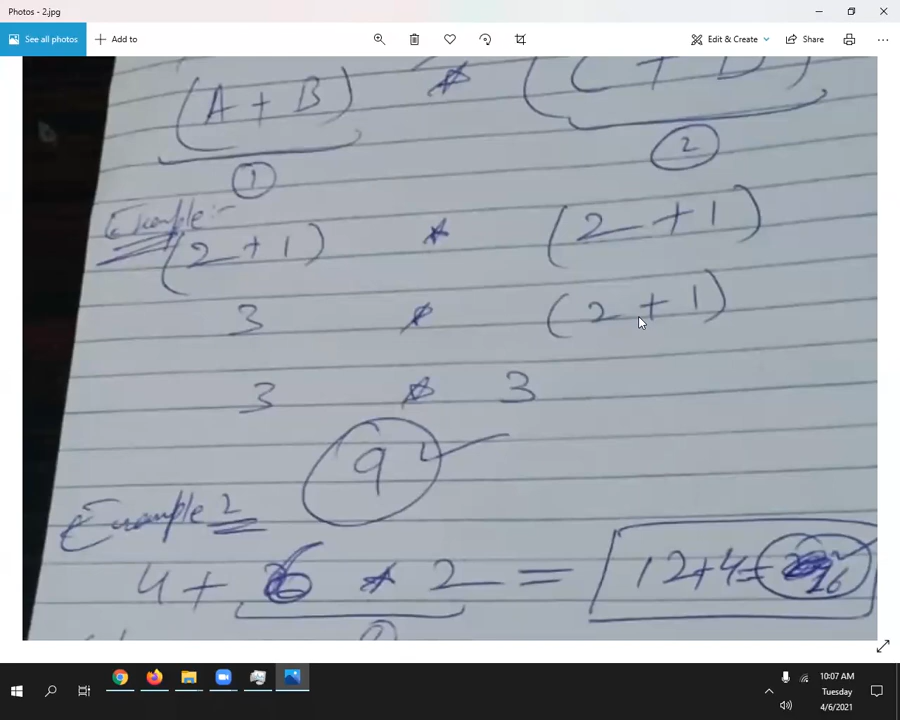 Photos - 2.jpg
See all photos + Add to Edit & Create Share
(A + B) * (C + D)
1 2
Example:-
(2 + 1) * (2 + 1)
3 * (2 + 1)
3 * 3
9
Example 2
4 + 6 * 2 = 12+4= 16
10:07 AM
Tuesday
4/6/2021